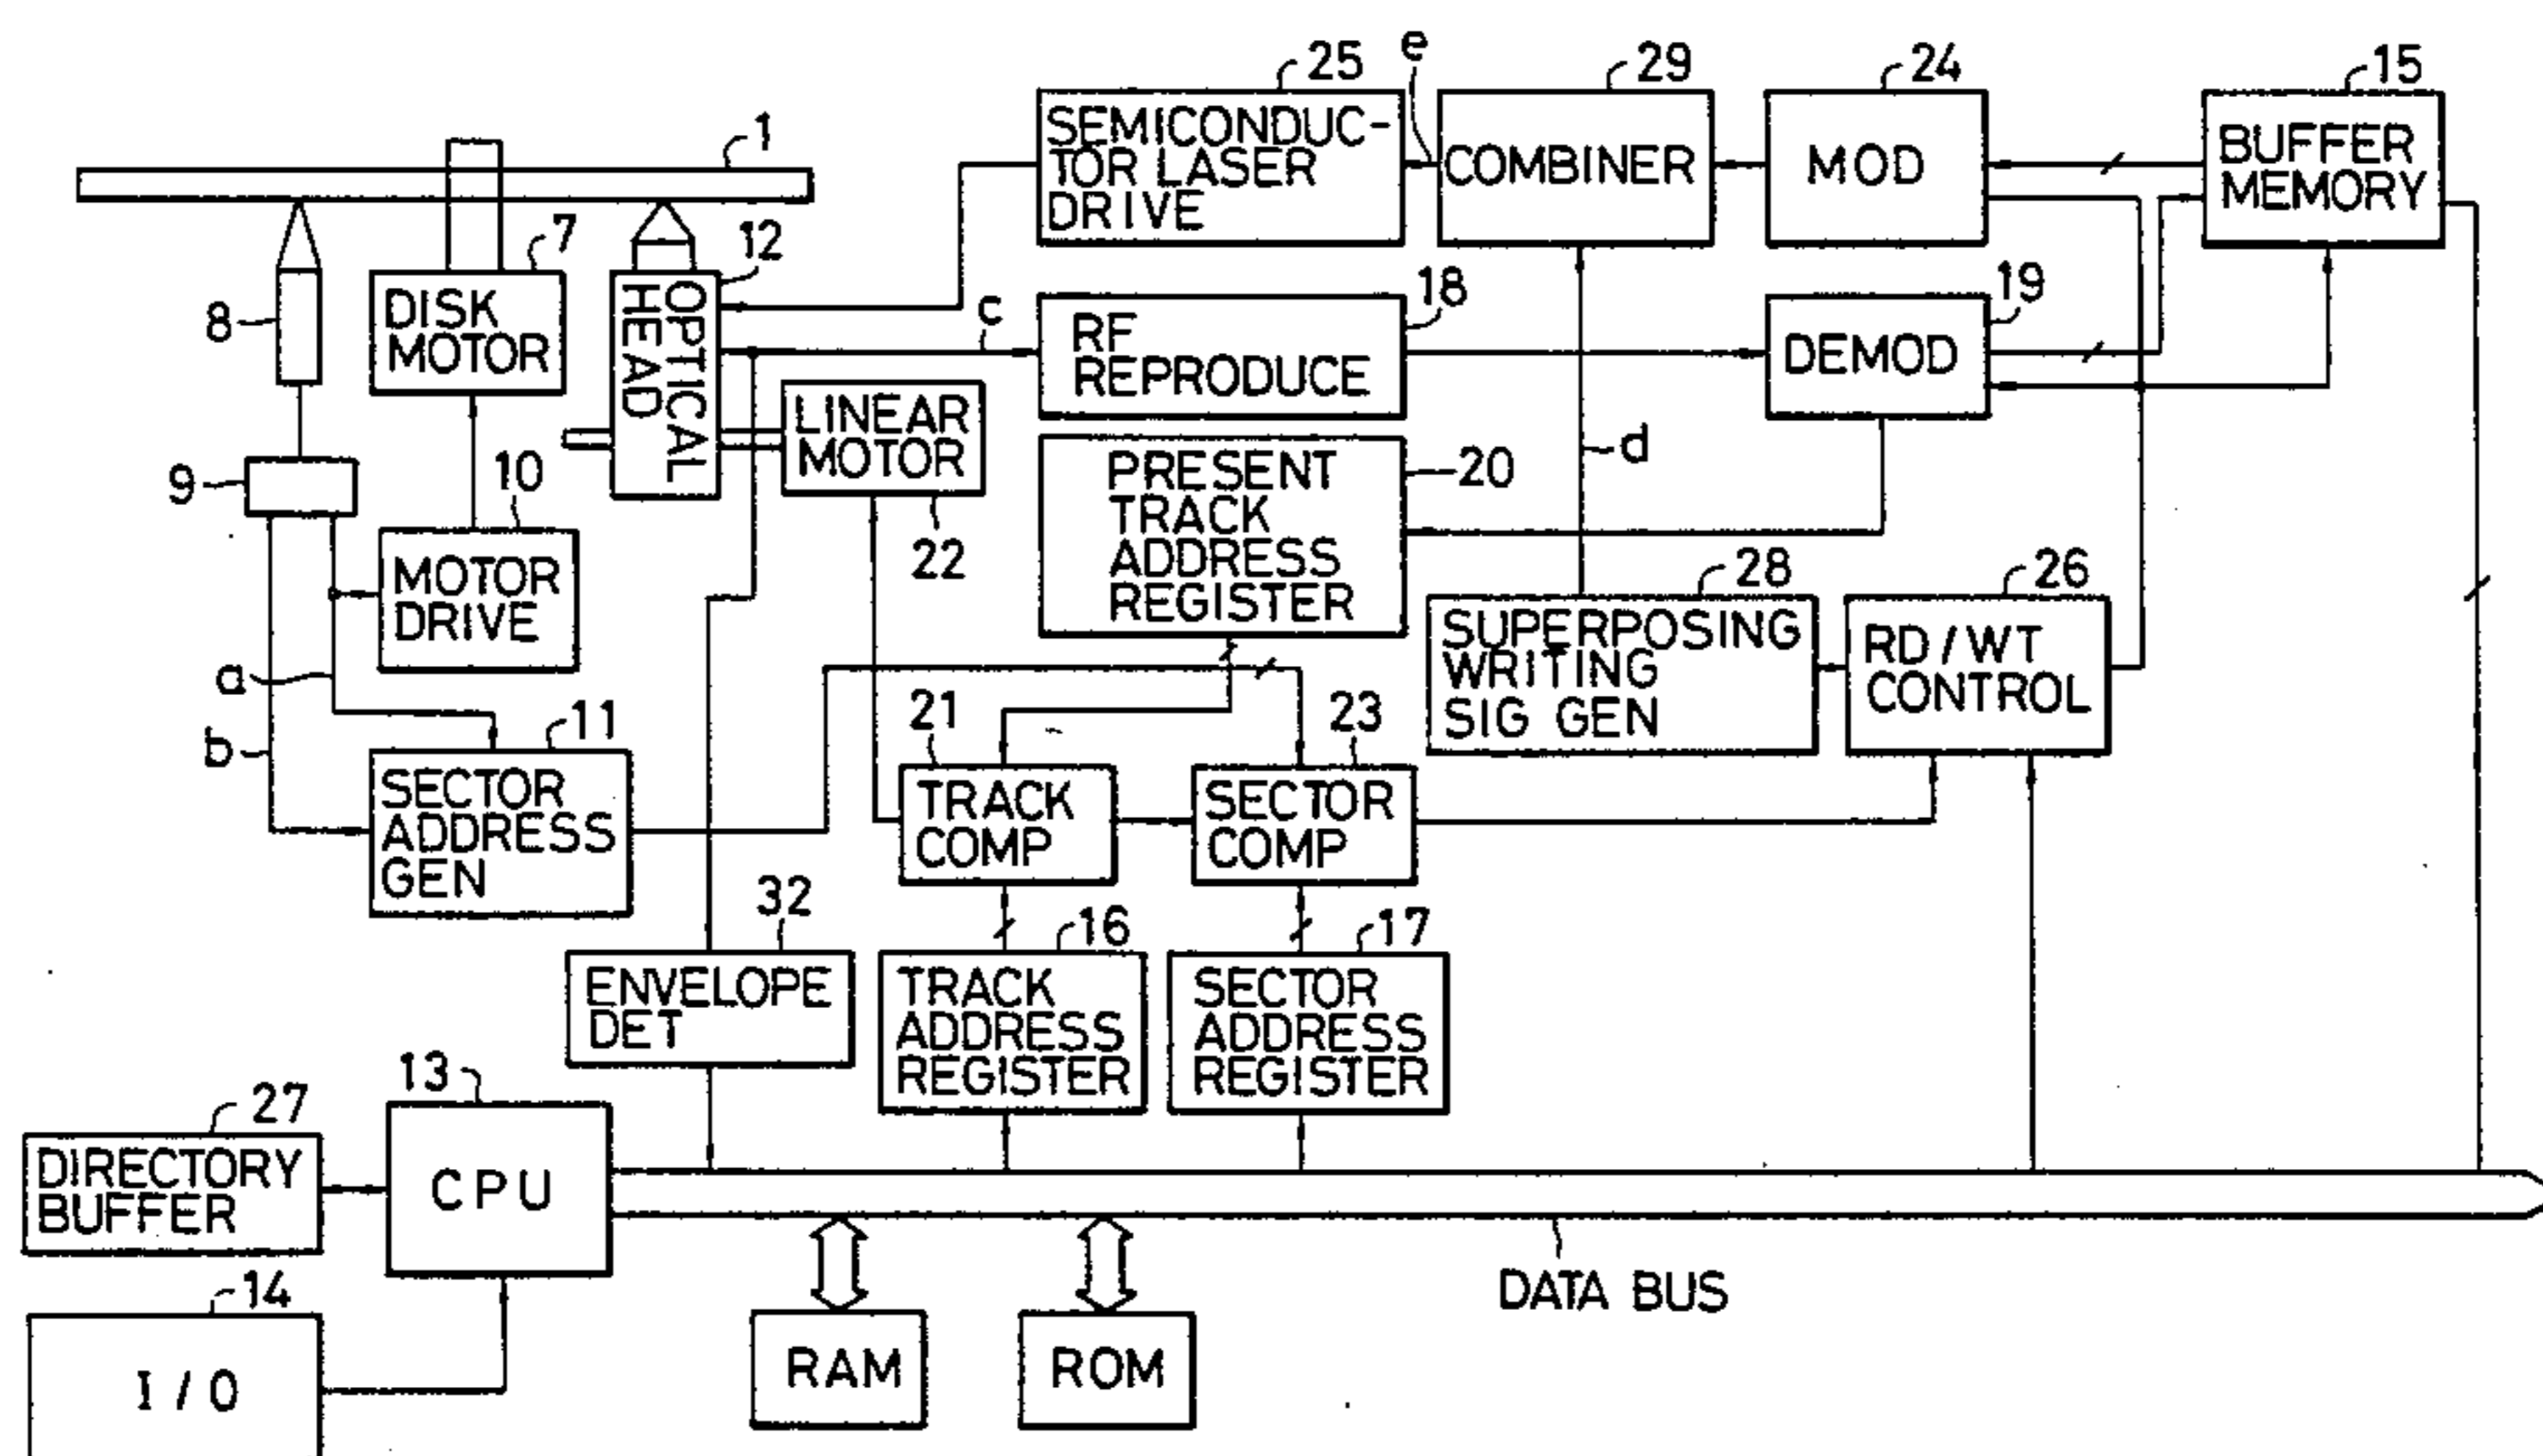 25
e
29
24
15
1
SEMICONDUC-
TOR LASER
DRIVE
COMBINER
MOD
BUFFER
MEMORY
7
12
8
DISK
MOTOR
OPTICAL
HEAD
c
18
RF
REPRODUCE
19
DEMOD
LINEAR
MOTOR
22
d
9
10
MOTOR
DRIVE
20
PRESENT
TRACK
ADDRESS
REGISTER
28
SUPERPOSING
WRITING
SIG GEN
26
RD / WT
CONTROL
a
b
11
SECTOR
ADDRESS
GEN
21
TRACK
COMP
23
SECTOR
COMP
32
ENVELOPE
DET
16
TRACK
ADDRESS
REGISTER
17
SECTOR
ADDRESS
REGISTER
27
DIRECTORY
BUFFER
13
CPU
14
I / O
RAM
ROM
DATA BUS